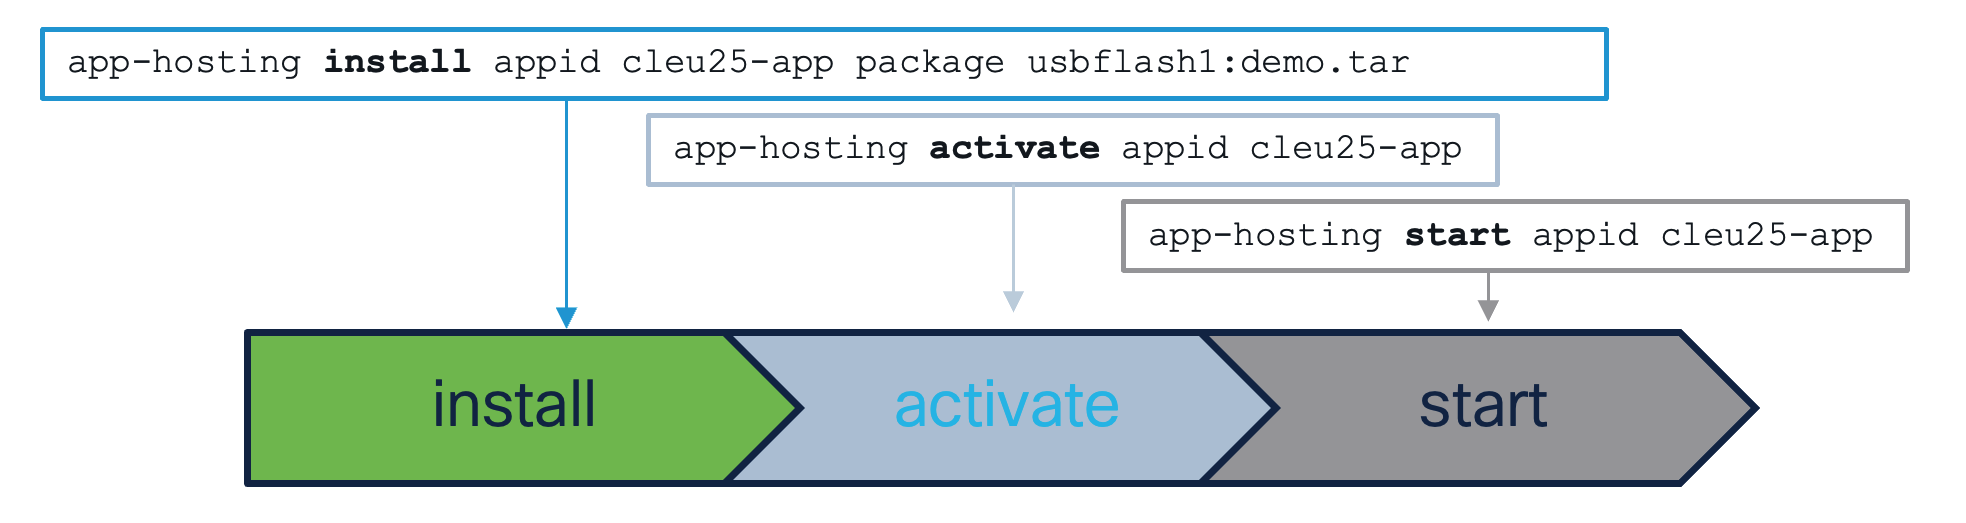 app-hosting install appid cleu25-app package usbflash1:demo.tar
app-hosting activate appid cleu25-app
app-hosting start appid cleu25-app
install
activate
start